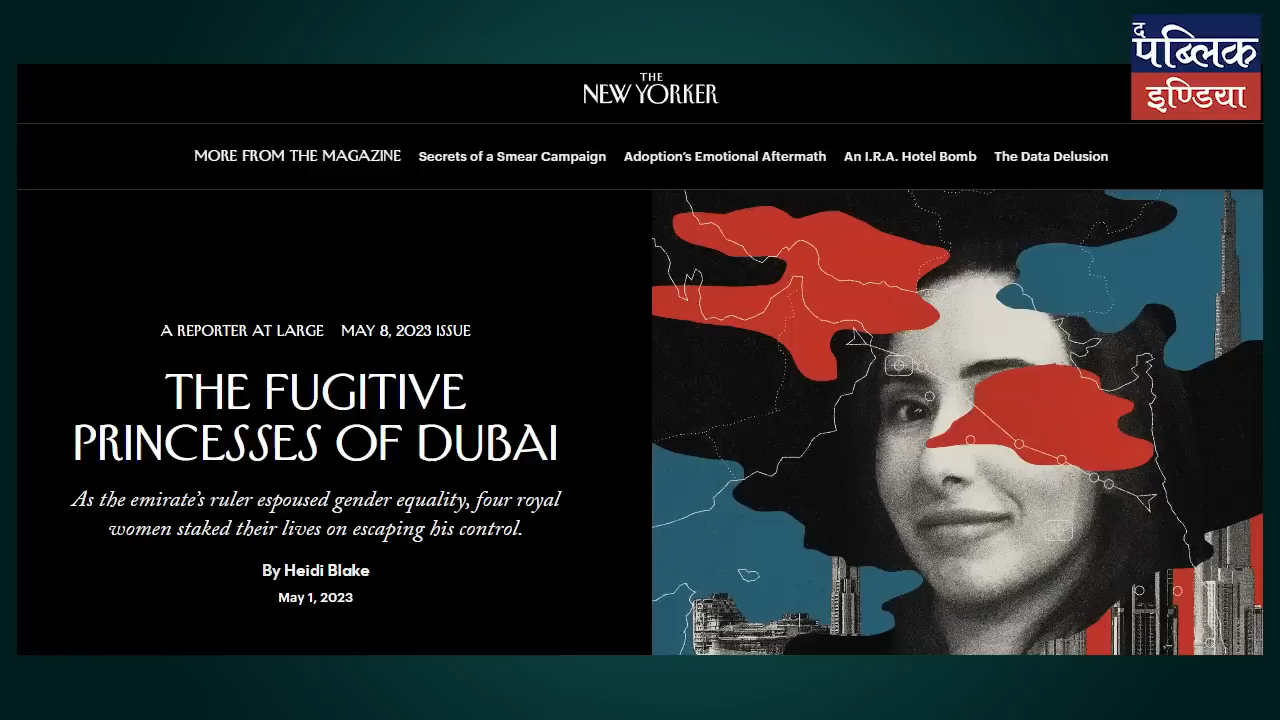 द
पब्लिक
इण्डिया
THE
NEW YORKER
MORE FROM THE MAGAZINE Secrets of a Smear Campaign Adoption's Emotional Aftermath An I.R.A. Hotel Bomb The Data Delusion
A REPORTER AT LARGE MAY 8, 2023 ISSUE
THE FUGITIVE
PRINCESSES OF DUBAI
As the emirate's ruler espoused gender equality, four royal
women staked their lives on escaping his control.
By Heidi Blake
May 1, 2023